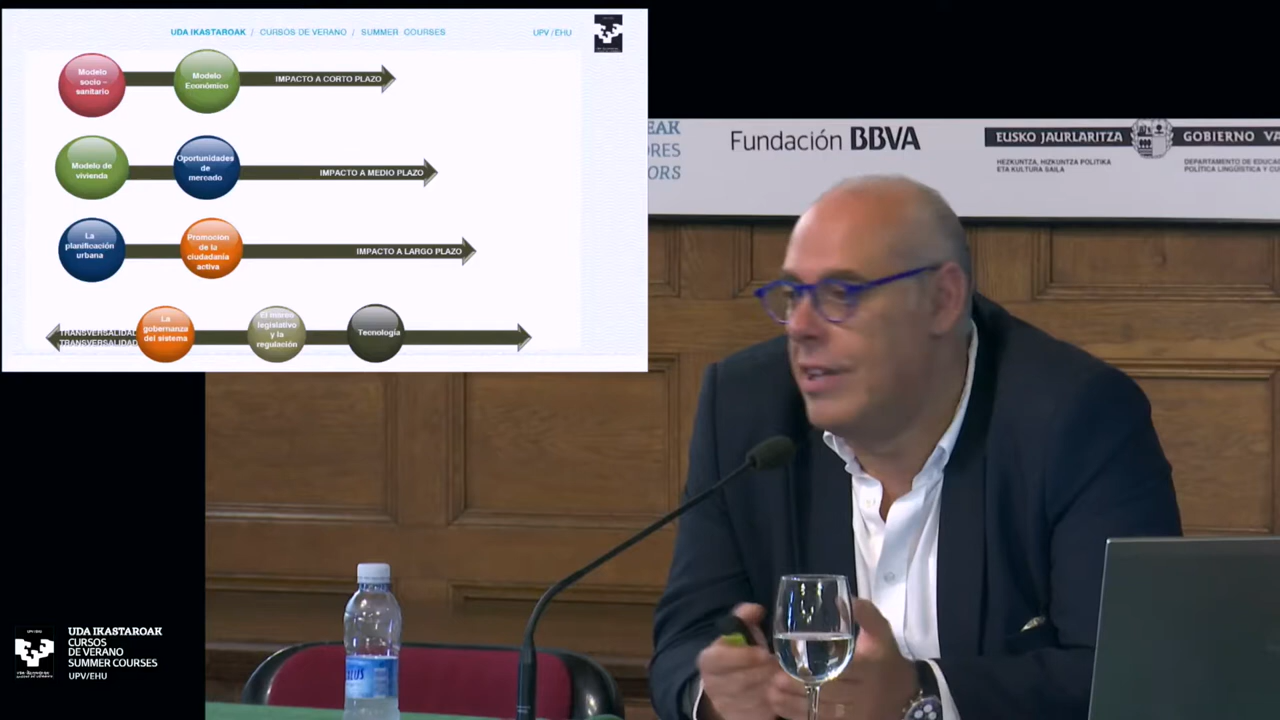 UDA IKASTAROAK / CURSOS DE VERANO / SUMMER COURSES
UPV/EHU
Modelo
socio –
sanitario
Modelo
Económico
IMPACTO A CORTO PLAZO
Modelo de
vivienda
Oportunidades
de
mercado
IMPACTO A MEDIO PLAZO
La
planificación
urbana
Promoción
de la
ciudadanía
activa
IMPACTO A LARGO PLAZO
TRANSVERSALIDAD
TRANSVERSALIDAD
La
gobernanza
del sistema
El marco
legislativo
y la
regulación
Tecnología
EAK
ORES
ORS
Fundación BBVA
EUSKO JAURLARITZA
GOBIERNO VA
HEZKUNTZA, HIZKUNTZA POLITIKA
ETA KULTURA SAILA
DEPARTAMENTO DE EDUCA
POLÍTICA LINGÜÍSTICA Y CU
UDA IKASTAROAK
CURSOS
DE VERANO
SUMMER COURSES
UPV/EHU